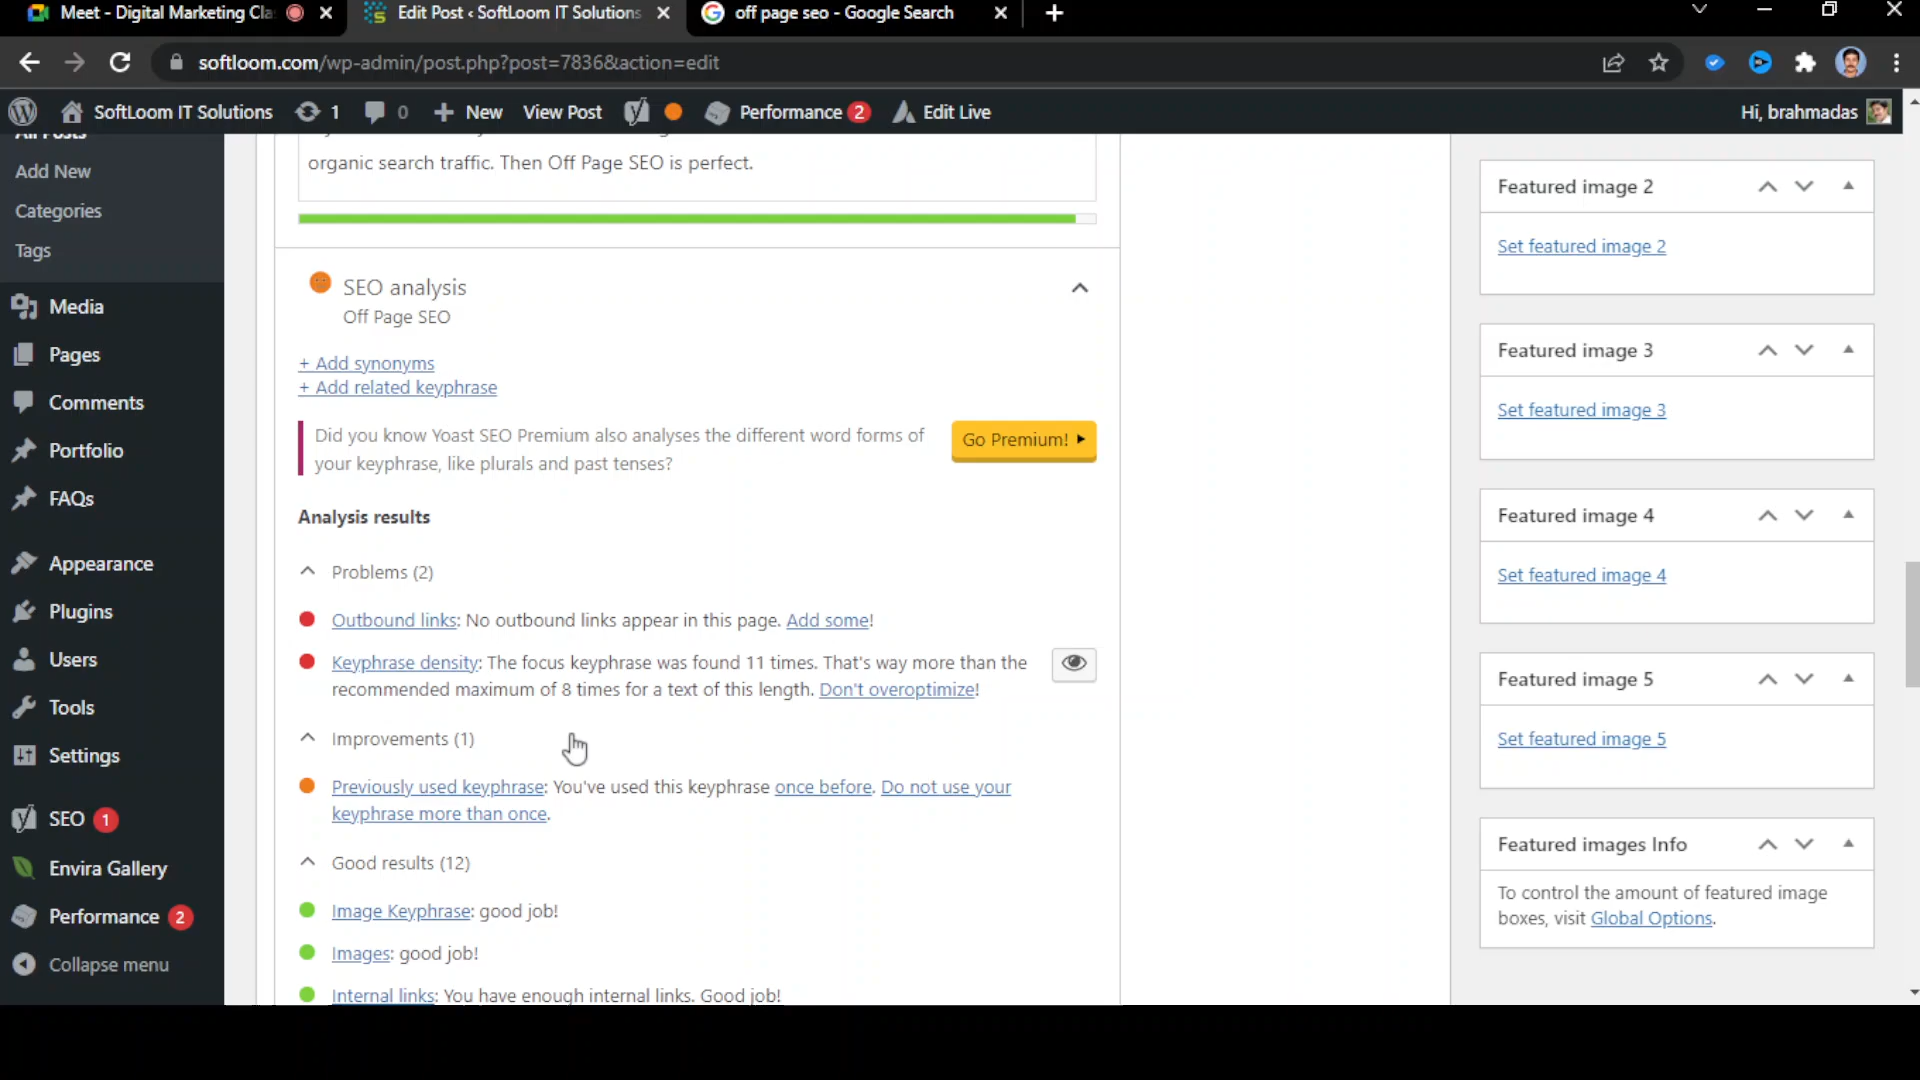 Meet - Digital Marketing Cla
Edit Post ‹ SoftLoom IT Solutions
off page seo - Google Search
softloom.com/wp-admin/post.php?post=7836&action=edit
SoftLoom IT Solutions 1 0 New View Post Performance 2 Edit Live Hi, brahmadas
All Posts
Add New
Categories
Tags
Media
Pages
Comments
Portfolio
FAQs
Appearance
Plugins
Users
Tools
Settings
SEO 1
Envira Gallery
Performance 2
Collapse menu
organic search traffic. Then Off Page SEO is perfect.
SEO analysis
Off Page SEO
+ Add synonyms
+ Add related keyphrase
Did you know Yoast SEO Premium also analyses the different word forms of
your keyphrase, like plurals and past tenses?
Go Premium!
Analysis results
Problems (2)
Outbound links: No outbound links appear in this page. Add some!
Keyphrase density: The focus keyphrase was found 11 times. That's way more than the
recommended maximum of 8 times for a text of this length. Don't overoptimize!
Improvements (1)
Previously used keyphrase: You've used this keyphrase once before. Do not use your
keyphrase more than once.
Good results (12)
Image Keyphrase: good job!
Images: good job!
Internal links: You have enough internal links. Good job!
Featured image 2
Set featured image 2
Featured image 3
Set featured image 3
Featured image 4
Set featured image 4
Featured image 5
Set featured image 5
Featured images Info
To control the amount of featured image
boxes, visit Global Options.